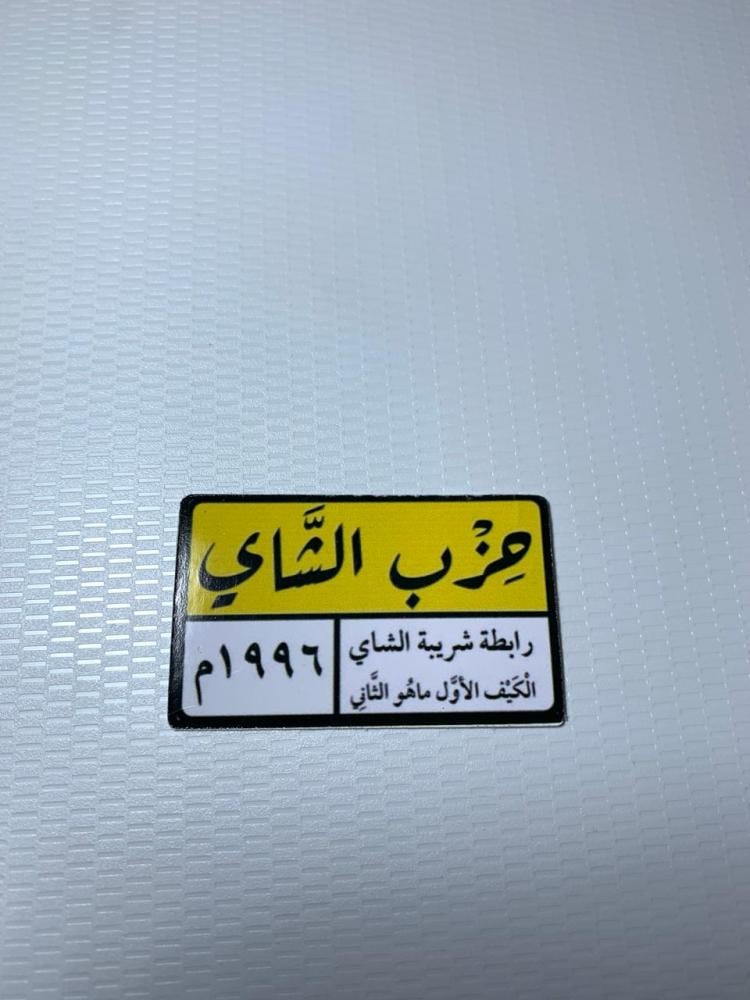 حِزْب الشَّاي
رابطة شريبة الشاي
الْكَيْف الأوَّل ماهُو الثَّانِي
١٩٩٦م